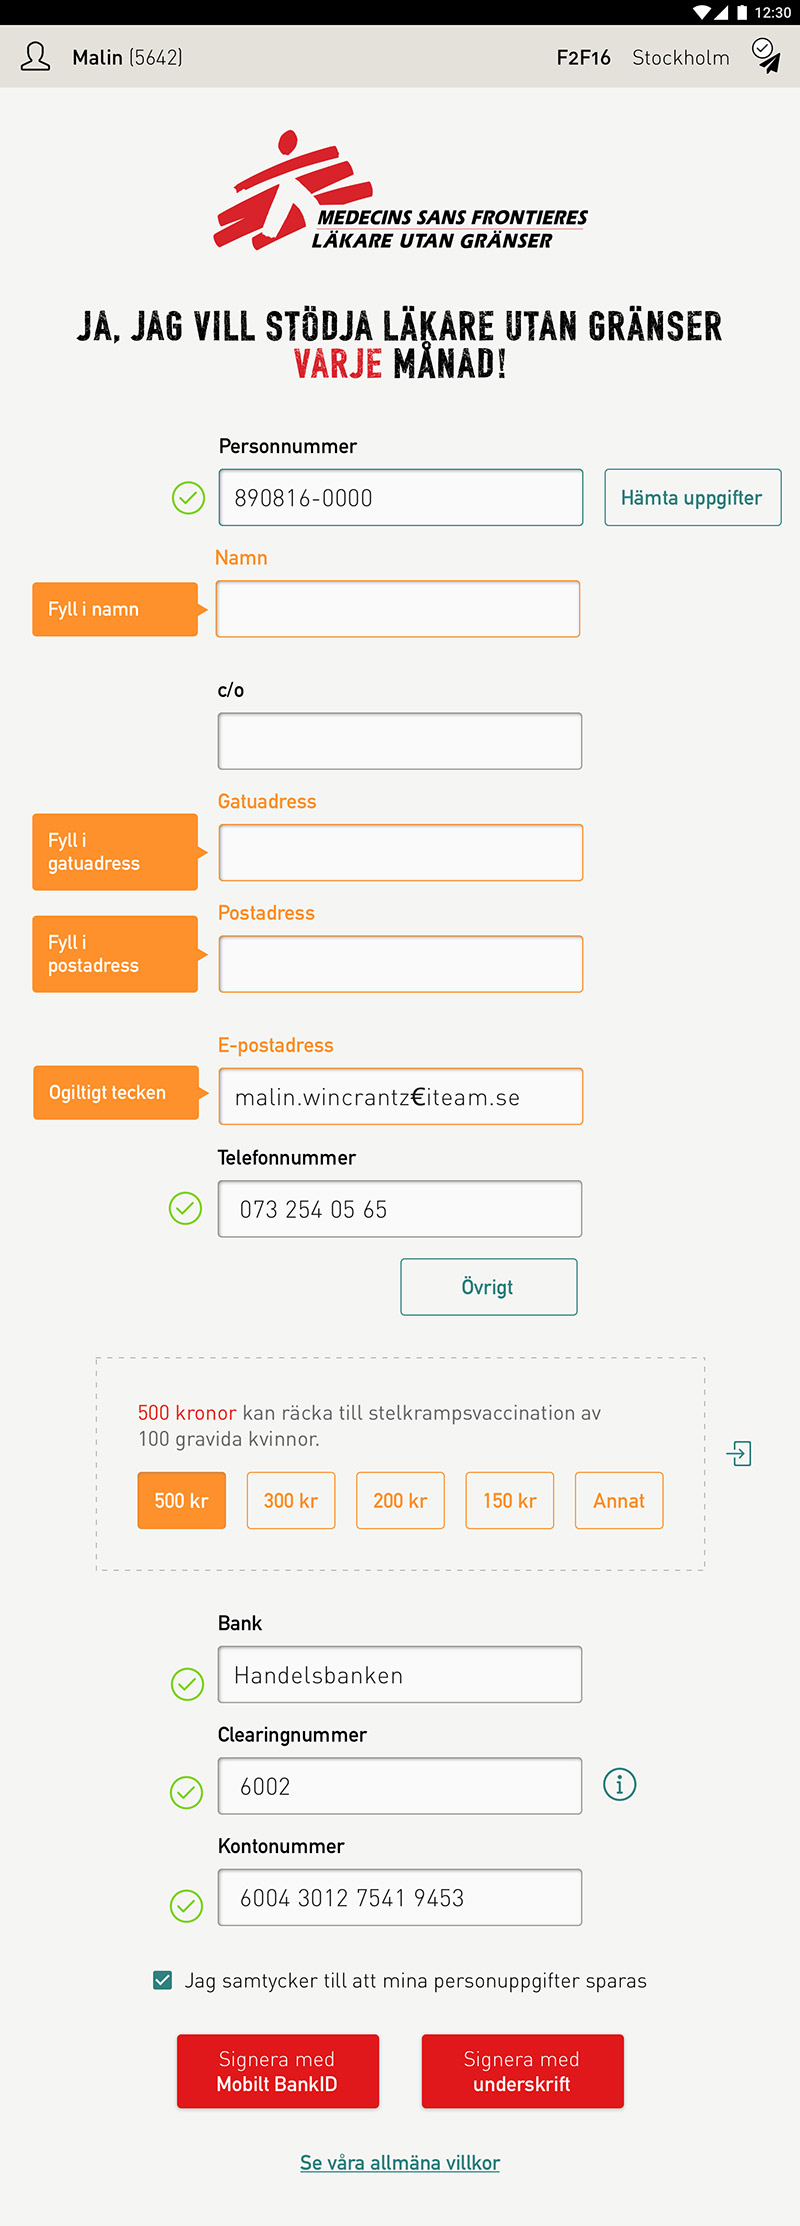 12:30
Malin (5642) F2F16 Stockholm
MEDECINS SANS FRONTIERES
LÄKARE UTAN GRÄNSER
JA, JAG VILL STÖDJA LÄKARE UTAN GRÄNSER
VARJE MÅNAD!
Personnummer
890816-0000
Hämta uppgifter
Namn
Fyll i namn
c/o
Gatuadress
Fyll i
gatuadress
Postadress
Fyll i
postadress
E-postadress
Ogiltigt tecken
malin.wincrantz€iteam.se
Telefonnummer
073 254 05 65
Övrigt
500 kronor kan räcka till stelkrampsvaccination av
100 gravida kvinnor.
500 kr 300 kr 200 kr 150 kr Annat
Bank
Handelsbanken
Clearingnummer
6002
Kontonummer
6004 3012 7541 9453
Jag samtycker till att mina personuppgifter sparas
Signera med
Mobilt BankID
Signera med
underskrift
Se våra allmäna villkor